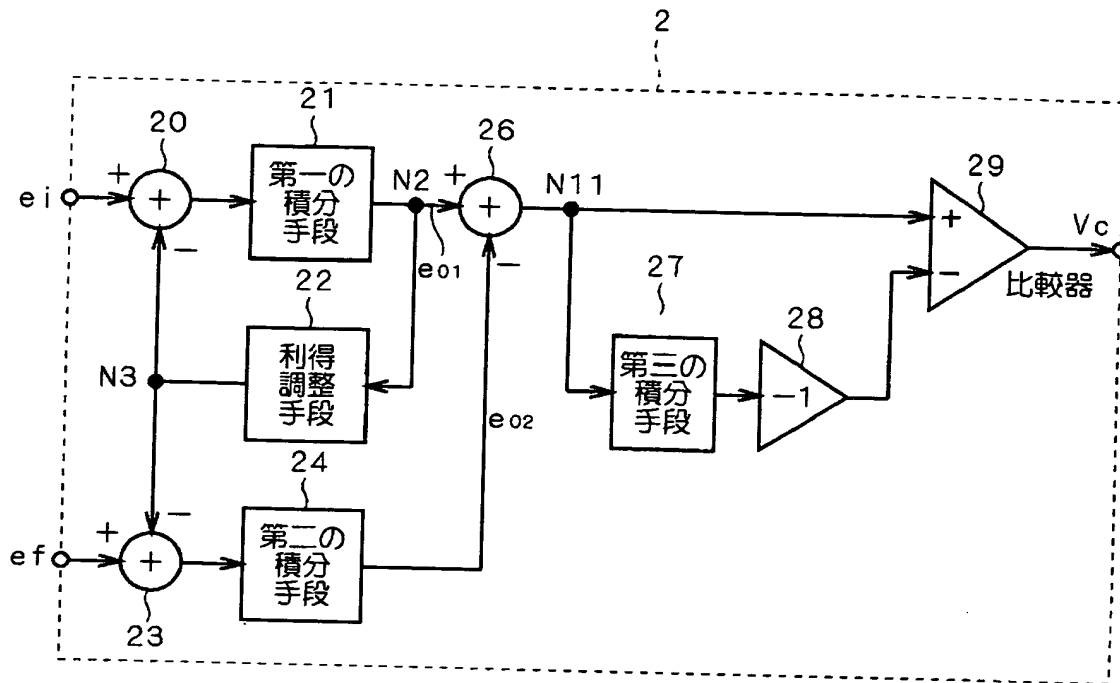 2
20
21
26
29
ei
+
+
第一の
積分
手段
N2
+
+
N11
+
−
Vc
比較器
−
e01
−
22
27
28
N3
利得
調整
手段
e02
第三の
積分
手段
−1
24
ef
+
−
+
第二の
積分
手段
23